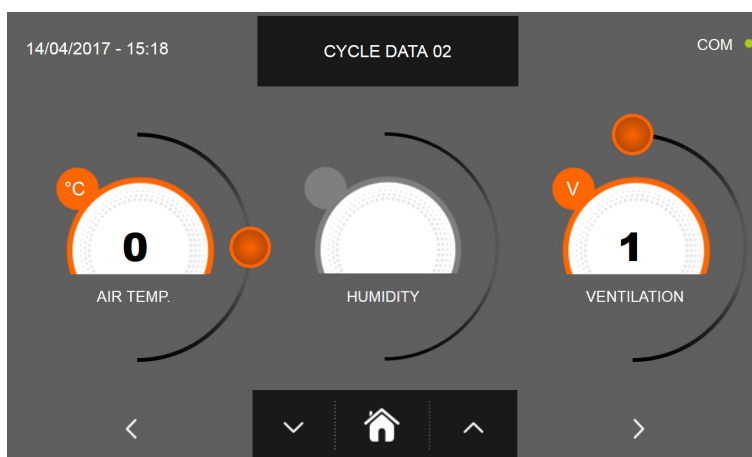 14/04/2017 - 15:18
CYCLE DATA 02
COM
°C
0
AIR TEMP.
HUMIDITY
V
1
VENTILATION